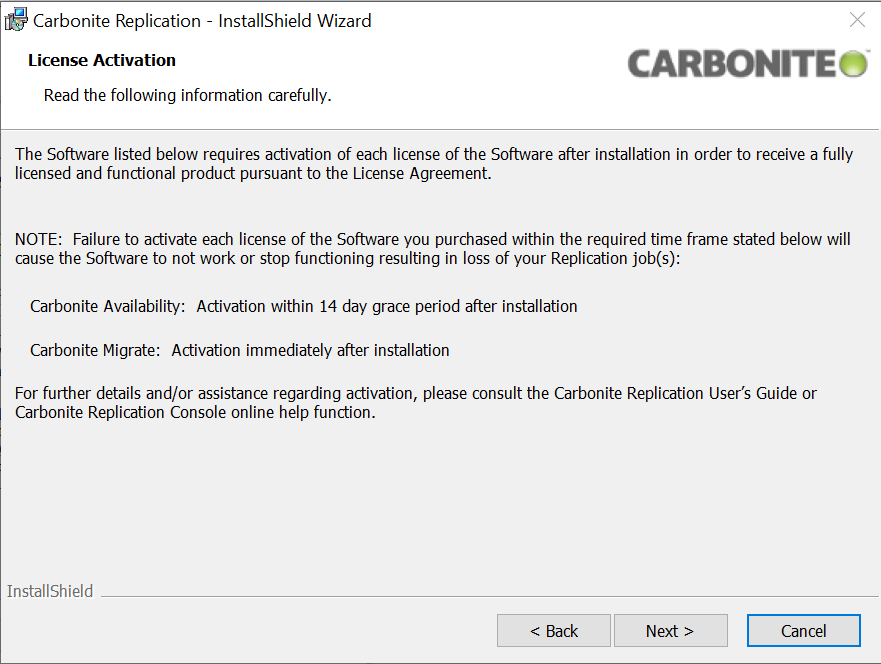 Carbonite Replication - InstallShield Wizard
License Activation
CARBONITE
Read the following information carefully.
The Software listed below requires activation of each license of the Software after installation in order to receive a fully
licensed and functional product pursuant to the License Agreement.
NOTE:  Failure to activate each license of the Software you purchased within the required time frame stated below will
cause the Software to not work or stop functioning resulting in loss of your Replication job(s):
Carbonite Availability:  Activation within 14 day grace period after installation
Carbonite Migrate:  Activation immediately after installation
For further details and/or assistance regarding activation, please consult the Carbonite Replication User’s Guide or
Carbonite Replication Console online help function.
InstallShield
< Back
Next >
Cancel